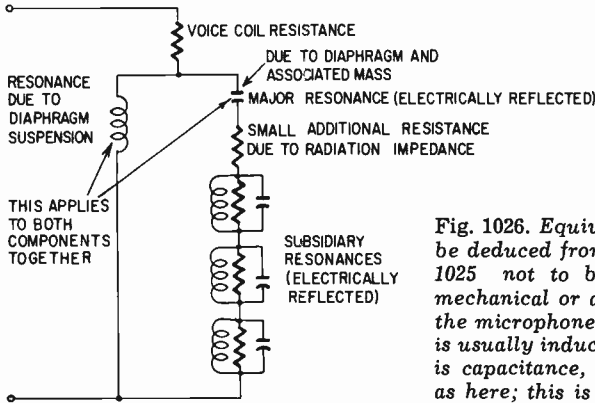 VOICE COIL RESISTANCE
DUE TO DIAPHRAGM AND
ASSOCIATED MASS
RESONANCE
DUE TO
DIAPHRAGM
SUSPENSION
MAJOR RESONANCE (ELECTRICALLY REFLECTED)
SMALL ADDITIONAL RESISTANCE
DUE TO RADIATION IMPEDANCE
THIS APPLIES
TO BOTH
COMPONENTS
TOGETHER
SUBSIDIARY
RESONANCES
(ELECTRICALLY
REFLECTED)
Fig. 1026. Equiv
be deduced from
1025 not to b
mechanical or a
the microphone
is usually induc
is capacitance,
as here; this is